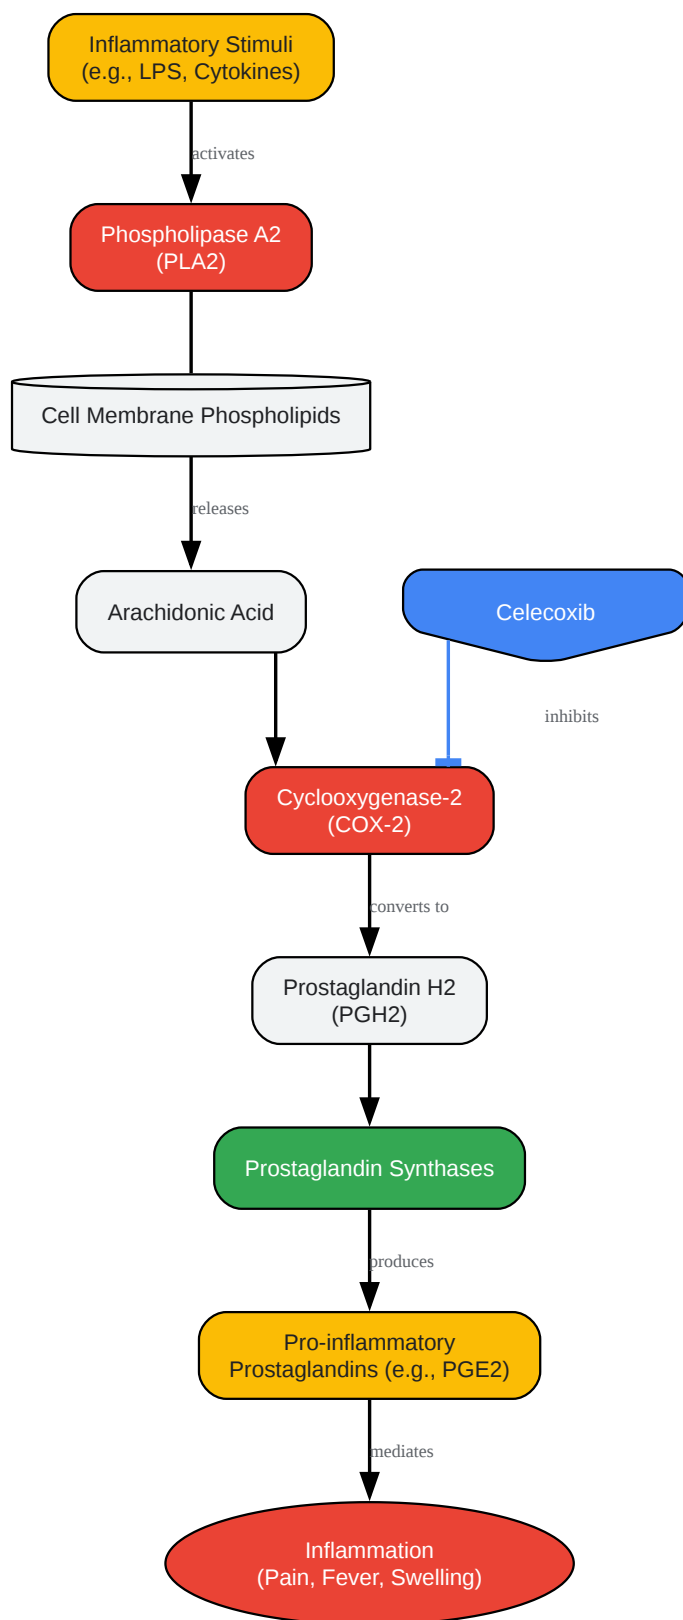 Inflammatory Stimuli
(e.g., LPS, Cytokines)
activates
Phospholipase A2
(PLA2)
Cell Membrane Phospholipids
releases
Arachidonic Acid
Celecoxib
inhibits
Cyclooxygenase-2
(COX-2)
converts to
Prostaglandin H2
(PGH2)
Prostaglandin Synthases
produces
Pro-inflammatory
Prostaglandins (e.g., PGE2)
mediates
Inflammation
(Pain, Fever, Swelling)